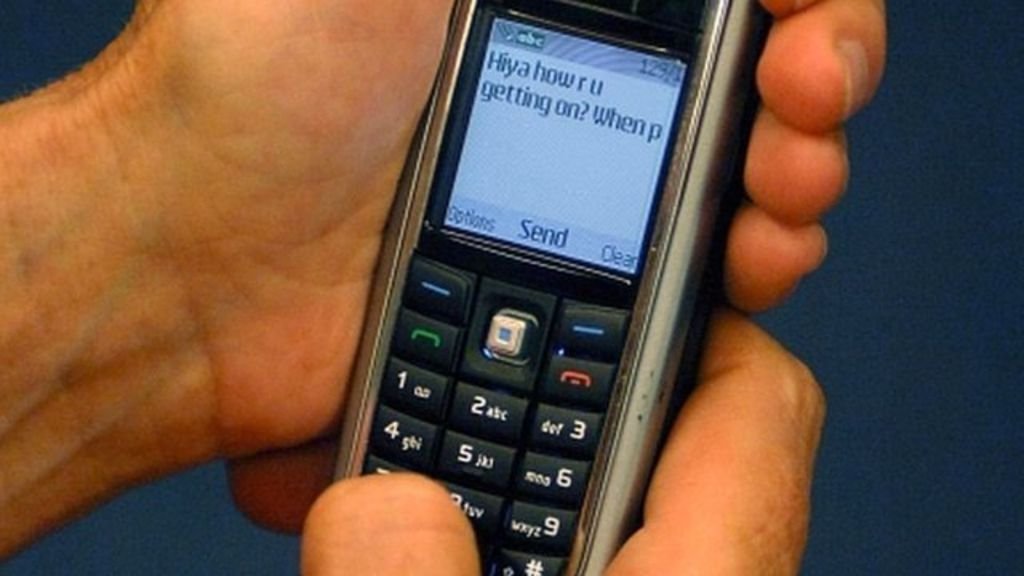 abc
Hiya how r u
getting on? When p
Options Send Clear
1
2 abc
def 3
4 ghi
5 jkl
mno 6
tuv
wxyz 9
#